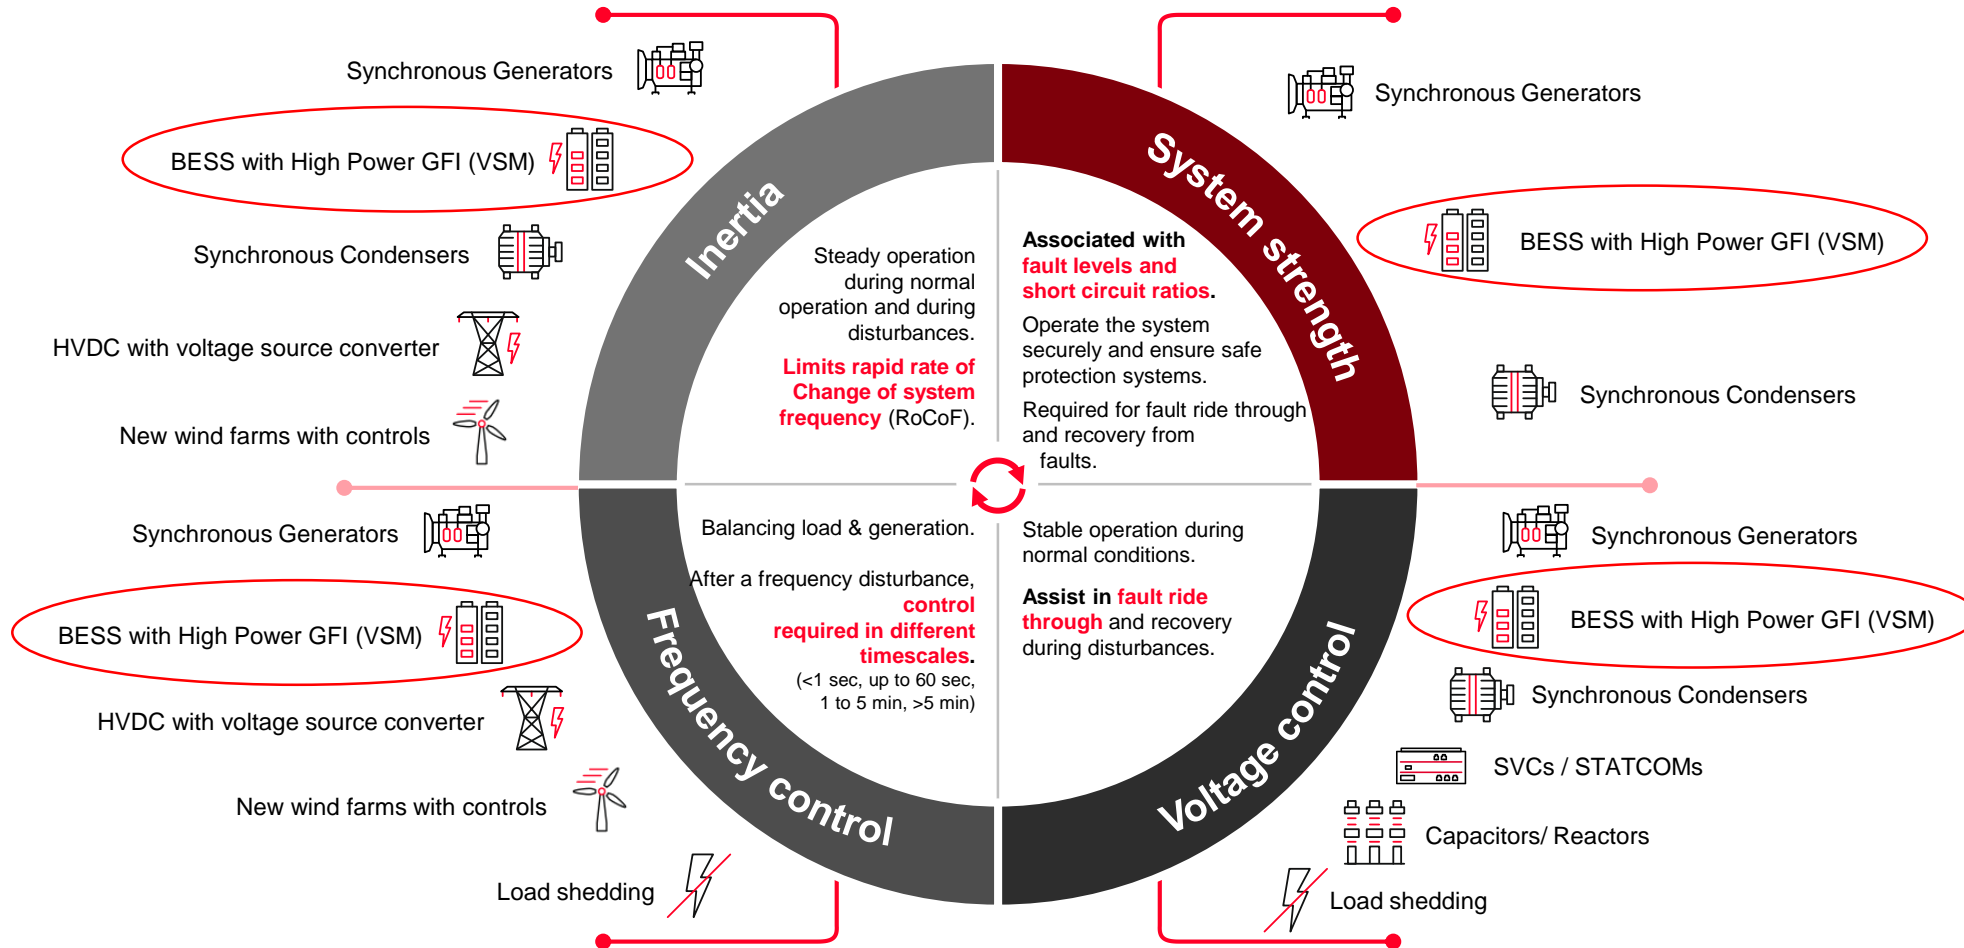 Synchronous Generators
BESS with High Power GFI (VSM)
Synchronous Condensers
HVDC with voltage source converter
New wind farms with controls
Inertia
Steady operation
during normal
operation and during
disturbances.
Limits rapid rate of
Change of system
frequency (RoCoF).
System strength
Associated with
fault levels and
short circuit ratios.
Operate the system
securely and ensure safe
protection systems.
Required for fault ride through
and recovery from
faults.
Synchronous Generators
BESS with High Power GFI (VSM)
Synchronous Condensers
Synchronous Generators
BESS with High Power GFI (VSM)
HVDC with voltage source converter
New wind farms with controls
Load shedding
Frequency control
Balancing load & generation.
After a frequency disturbance,
control
required in different
timescales.
(<1 sec, up to 60 sec,
1 to 5 min, >5 min)
Voltage control
Stable operation during
normal conditions.
Assist in fault ride
through and recovery
during disturbances.
Synchronous Generators
BESS with High Power GFI (VSM)
Synchronous Condensers
SVCs / STATCOMs
Capacitors/ Reactors
Load shedding